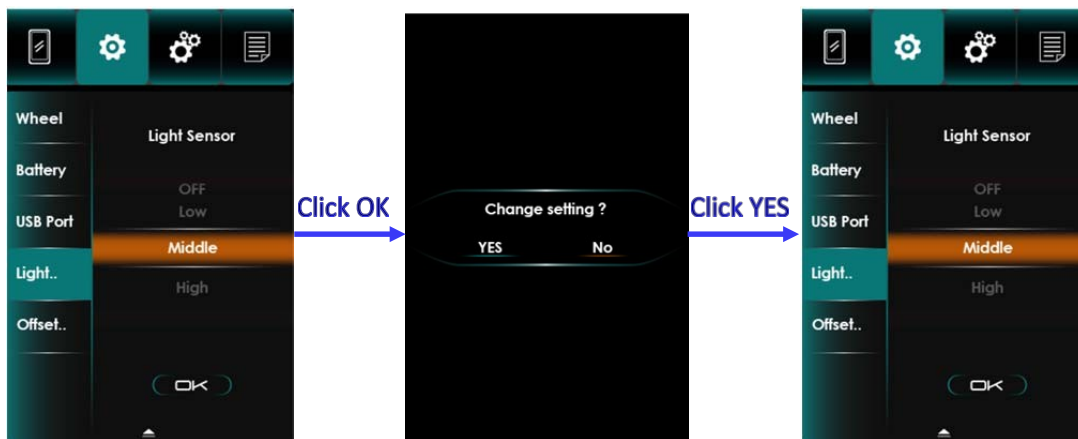 Wheel
Battery
USB Port
Light..
Offset..
Light Sensor
OFF
Low
Middle
High
OK
Click OK
Change setting ?
YES No
Click YES
Wheel
Battery
USB Port
Light..
Offset..
Light Sensor
OFF
Low
Middle
High
OK